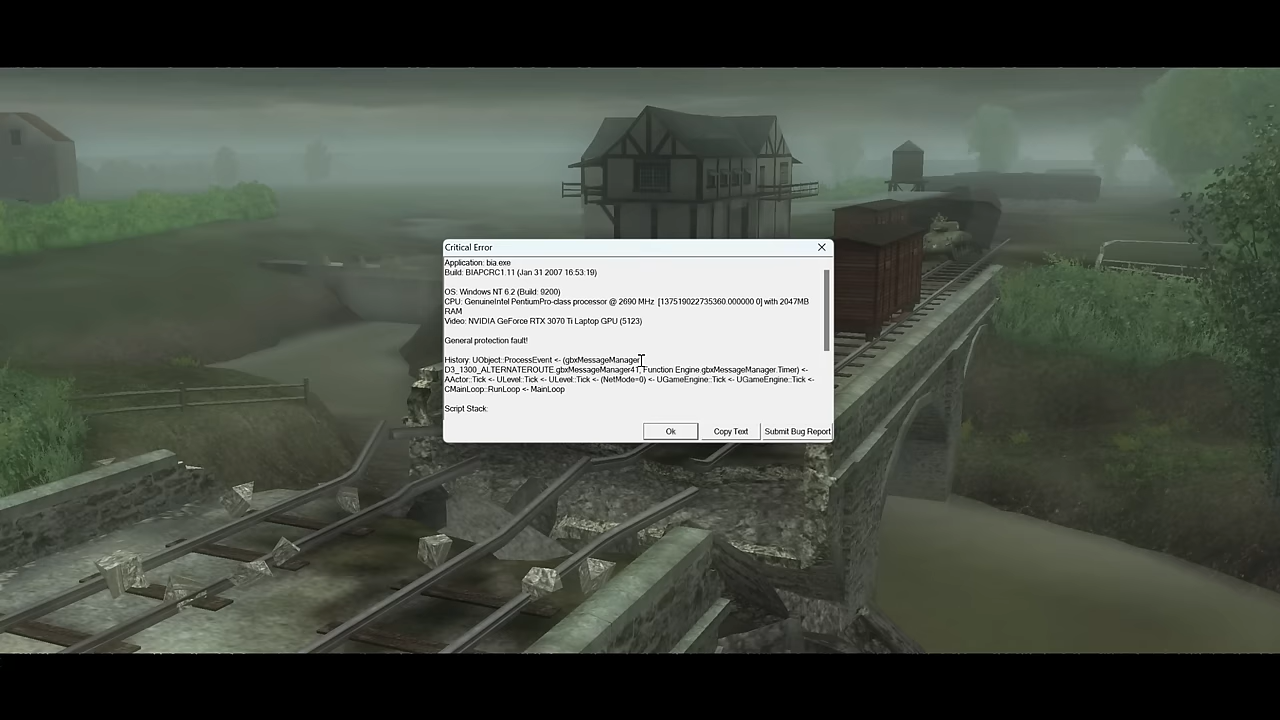 Critical Error
Application: bia.exe
Build: BIAPCRC1.11 (Jan 31 2007 16:53:19)
OS: Windows NT 6.2 (Build: 9200)
CPU: GenuineIntel PentiumPro-class processor @ 2690 MHz [137519022735360.000000 0] with 2047MB
RAM
Video: NVIDIA GeForce RTX 3070 Ti Laptop GPU (5123)
General protection fault!
History: UObject::ProcessEvent <- (gbxMessageManager
D3_1300_ALTERNATEROUTE.gbxMessageManager41, Function Engine.gbxMessageManager.Timer) <-
AActor::Tick <- ULevel::Tick <- ULevel::Tick <- (NetMode=0) <- UGameEngine::Tick <- UGameEngine::Tick <-
CMainLoop::RunLoop <- MainLoop
Script Stack:
Ok Copy Text Submit Bug Report